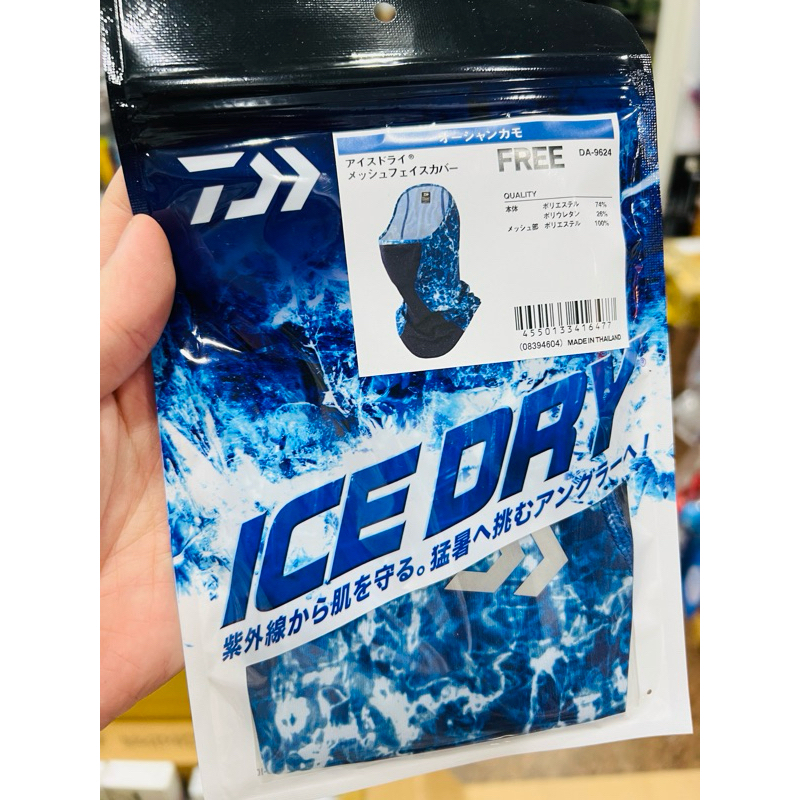 オーシャンカモ
アイスドライ®
メッシュフェイスカバー
FREE
DA-9624
QUALITY
本体 ポリエステル 74%
ポリウレタン 26%
メッシュ部 ポリエステル 100%
4550133416477
(08394604) MADE IN THAILAND
ICE DRY®
紫外線から肌を守る。猛暑へ挑むアングラーへ!